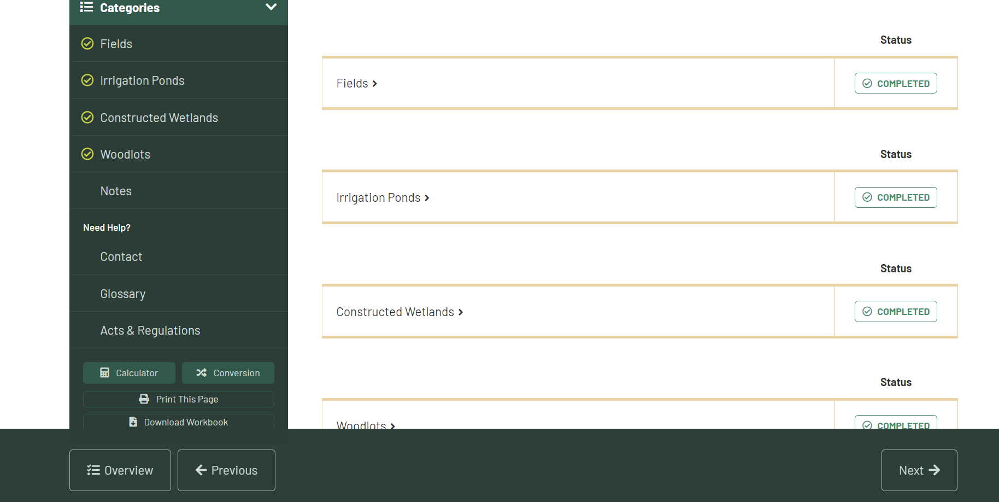 Categories
Fields
Irrigation Ponds
Constructed Wetlands
Woodlots
Notes
Need Help?
Contact
Glossary
Acts & Regulations
Calculator
Conversion
Print This Page
Download Workbook
Status
Fields
COMPLETED
Status
Irrigation Ponds
COMPLETED
Status
Constructed Wetlands
COMPLETED
Status
Woodlots
COMPLETED
Overview
Previous
Next